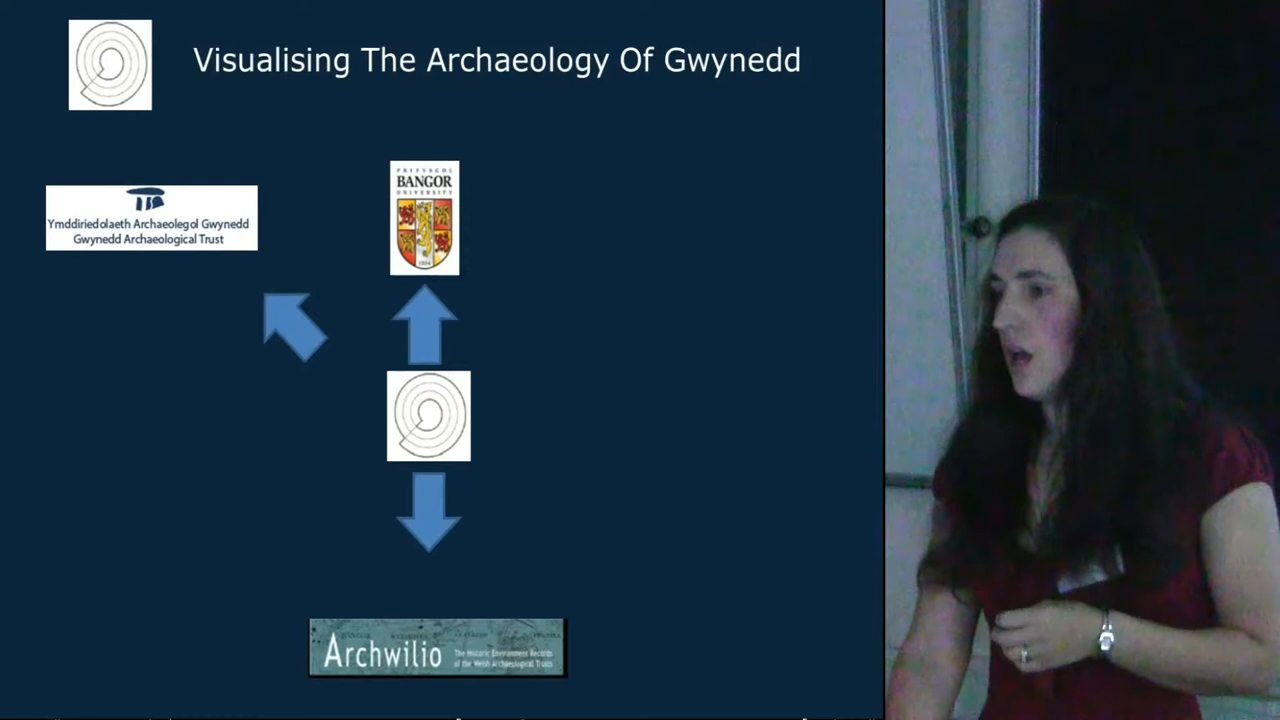 Visualising The Archaeology Of Gwynedd
Ymddiriedolaeth Archaeolegol Gwynedd
Gwynedd Archaeological Trust
PRIFYSGOL
BANGOR
UNIVERSITY
1884
Archwilio
The Historic Environment Records
of the Welsh Archaeological Trusts